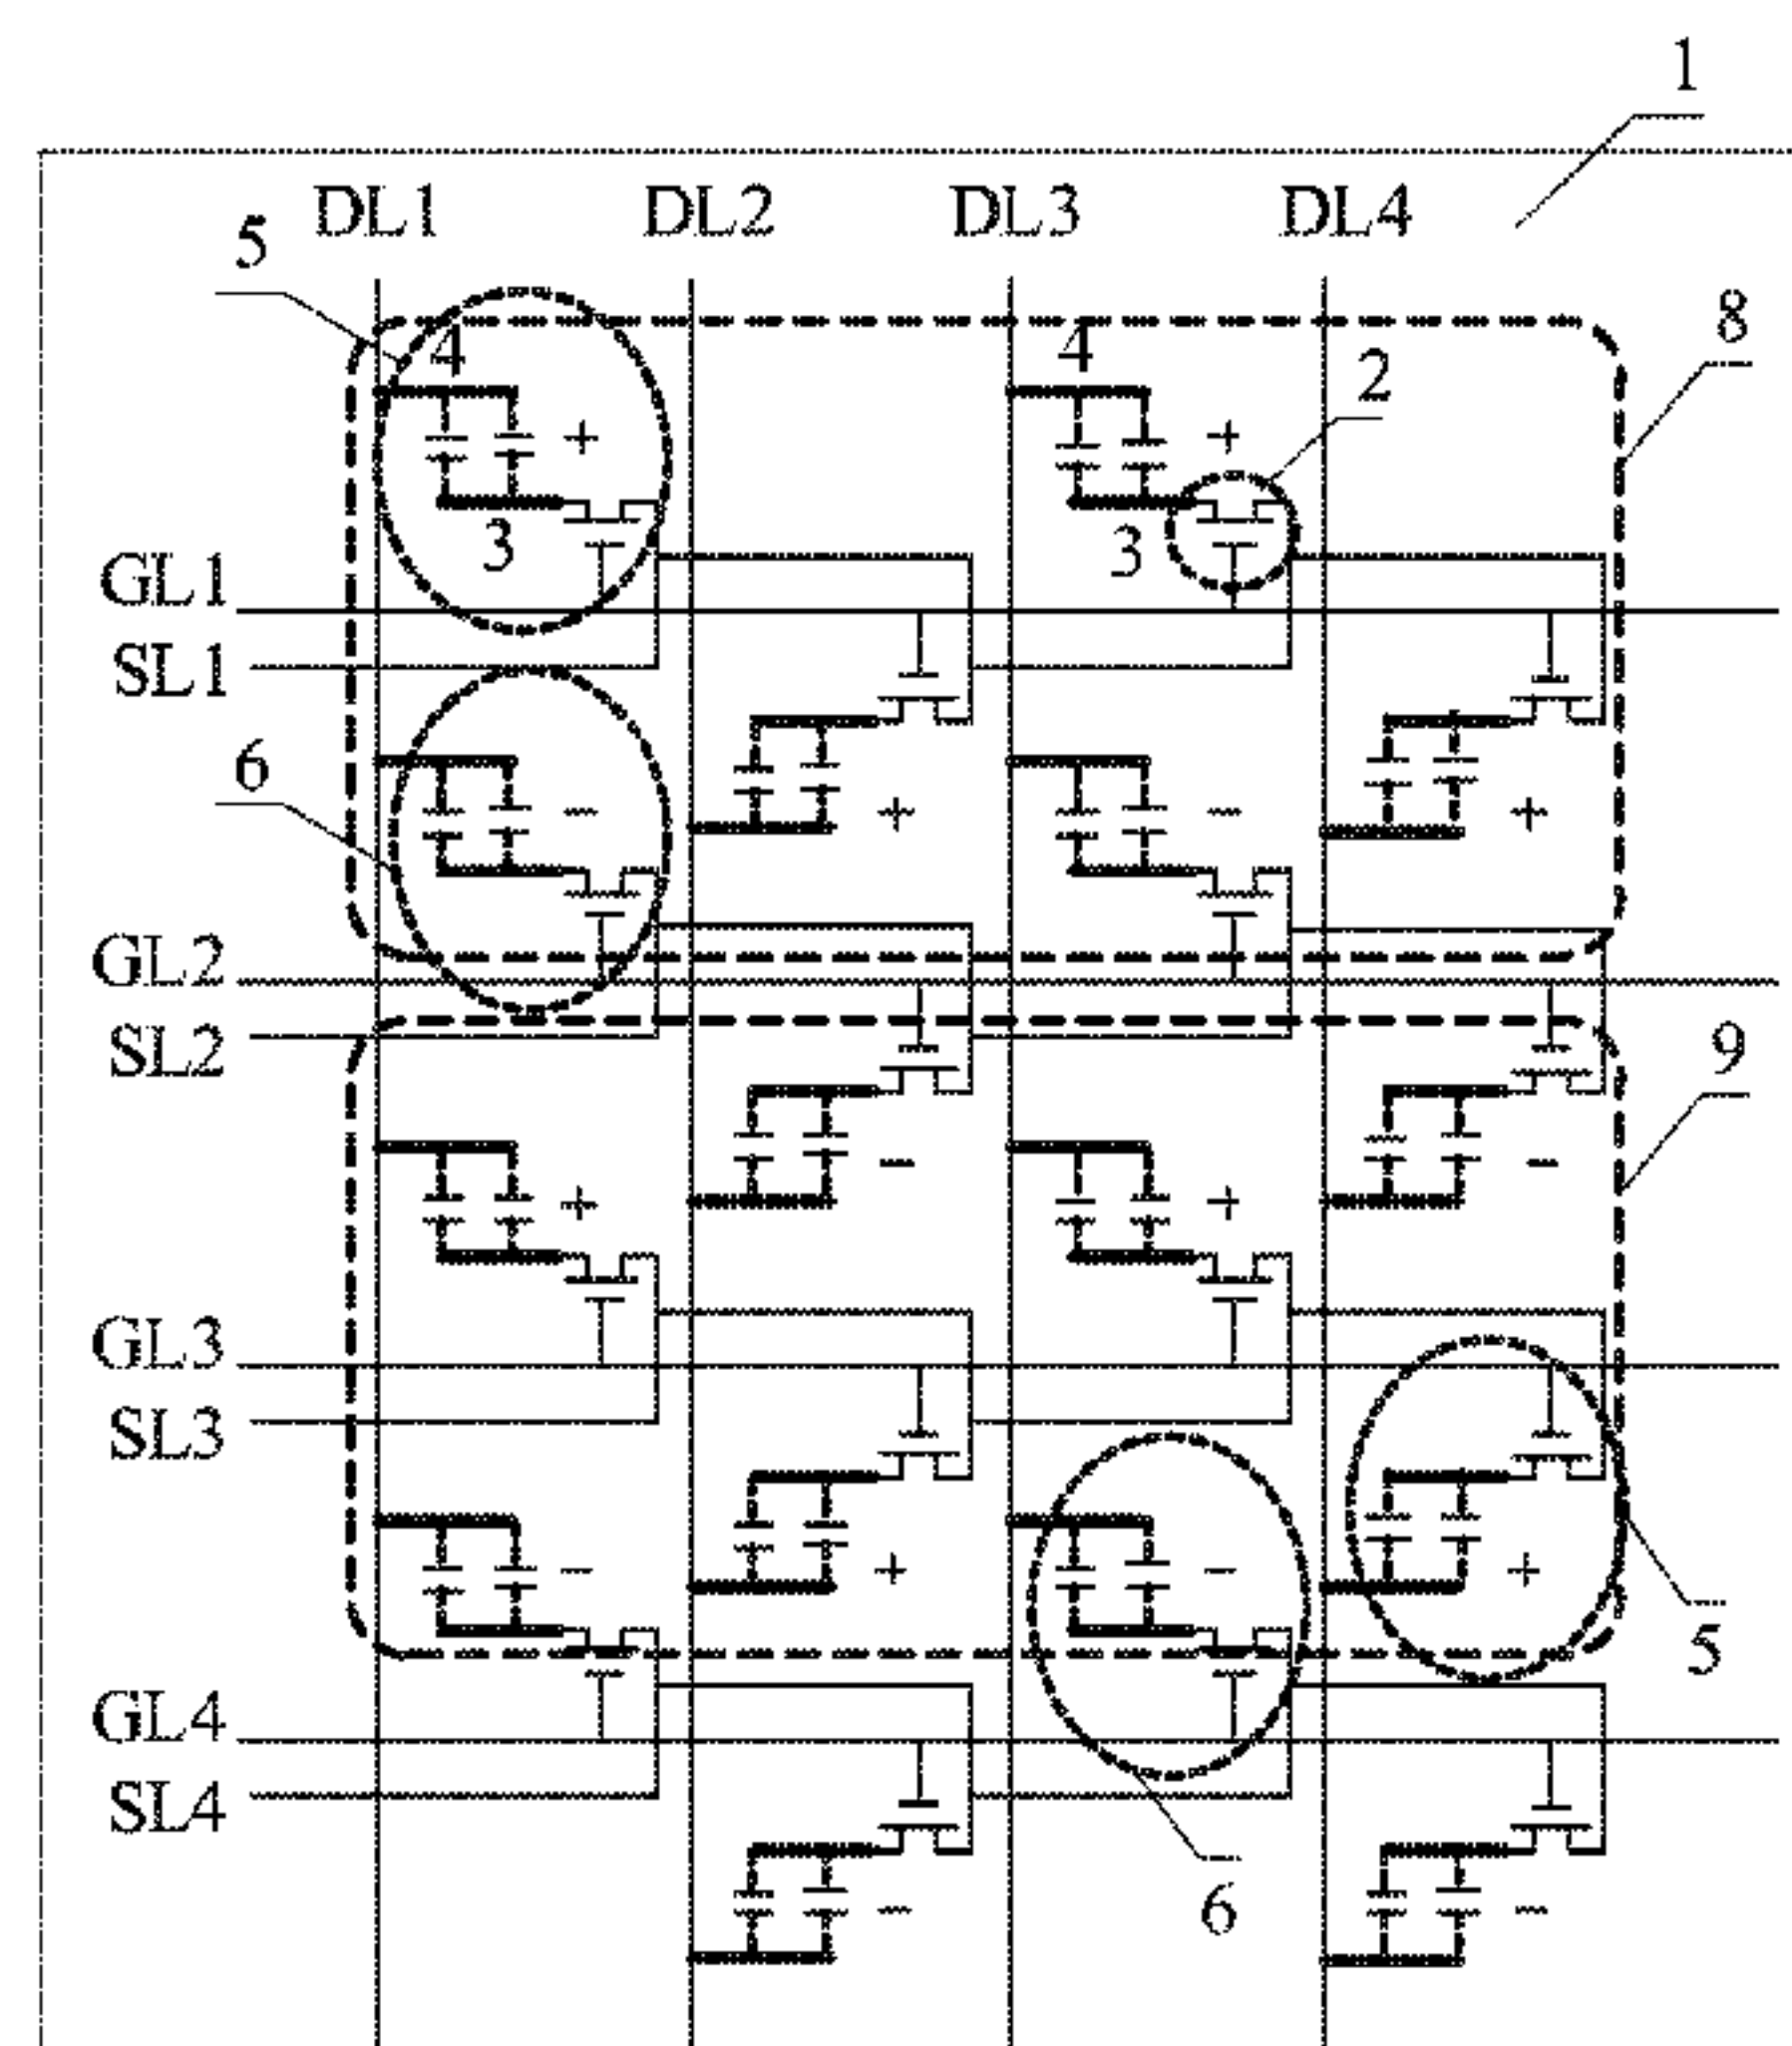 1
DL1 DL2 DL3 DL4
5
8
4 4
2
+ +
3 3
GL1
SL1
6
- -
+ +
GL2
SL2
9
- -
+ +
GL3
SL3
- -
+ +
5
GL4
SL4
6
- -